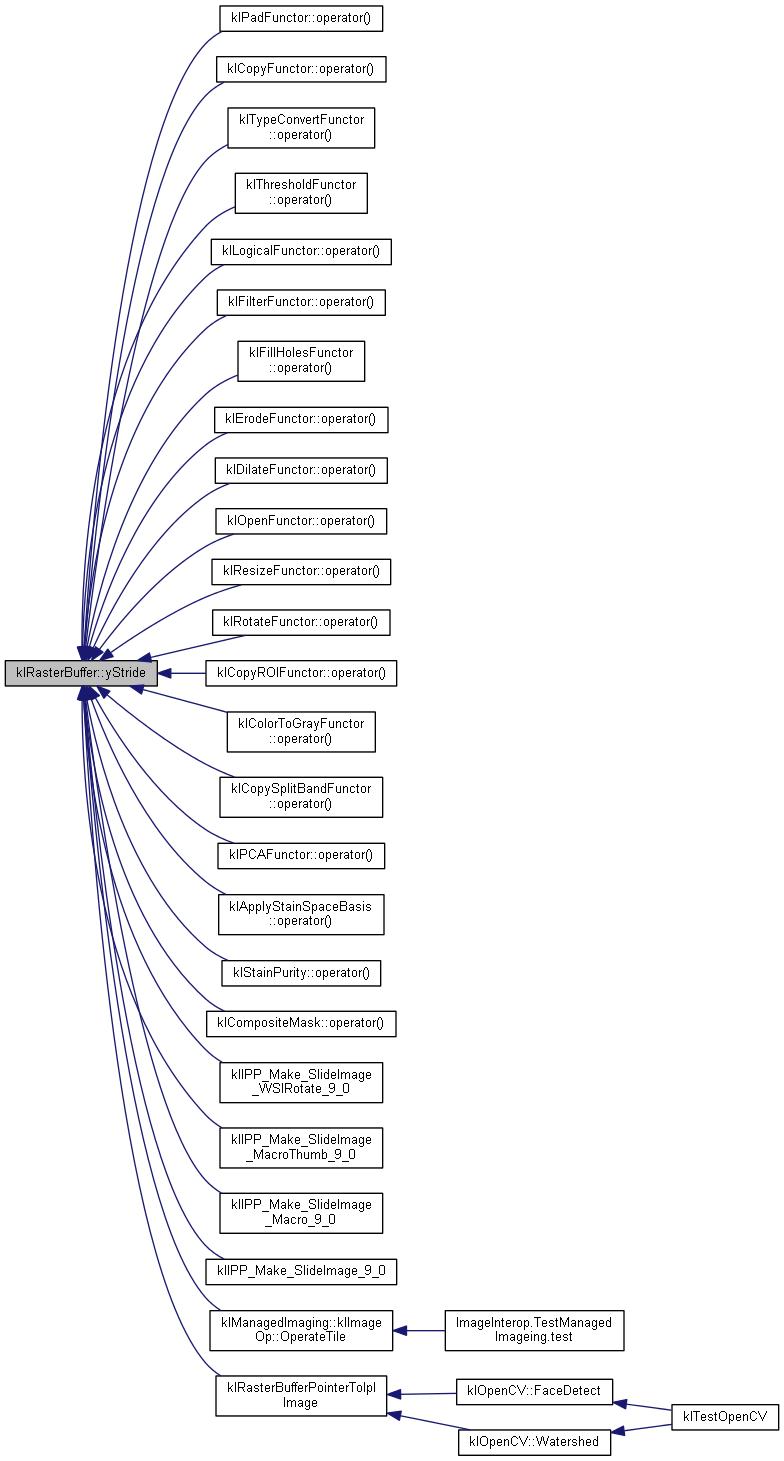 klPadFunctor::operator()
klCopyFunctor::operator()
klTypeConvertFunctor
::operator()
klThresholdFunctor
::operator()
klLogicalFunctor::operator()
klFilterFunctor::operator()
klFillHolesFunctor
::operator()
klErodeFunctor::operator()
klDilateFunctor::operator()
klOpenFunctor::operator()
klResizeFunctor::operator()
klRotateFunctor::operator()
klRasterBuffer::yStride
klCopyROIFunctor::operator()
klColorToGrayFunctor
::operator()
klCopySplitBandFunctor
::operator()
klPCAFunctor::operator()
klApplyStainSpaceBasis
::operator()
klStainPurity::operator()
klCompositeMask::operator()
klIPP_Make_SlideImage
_WSIRotate_9_0
klIPP_Make_SlideImage
_MacroThumb_9_0
klIPP_Make_SlideImage
_Macro_9_0
klIPP_Make_SlideImage_9_0
klManagedImaging::klImage
Op::OperateTile
ImageInterop.TestManaged
Imageing.test
klRasterBufferPointerToIpl
Image
klOpenCV::FaceDetect
klTestOpenCV
klOpenCV::Watershed